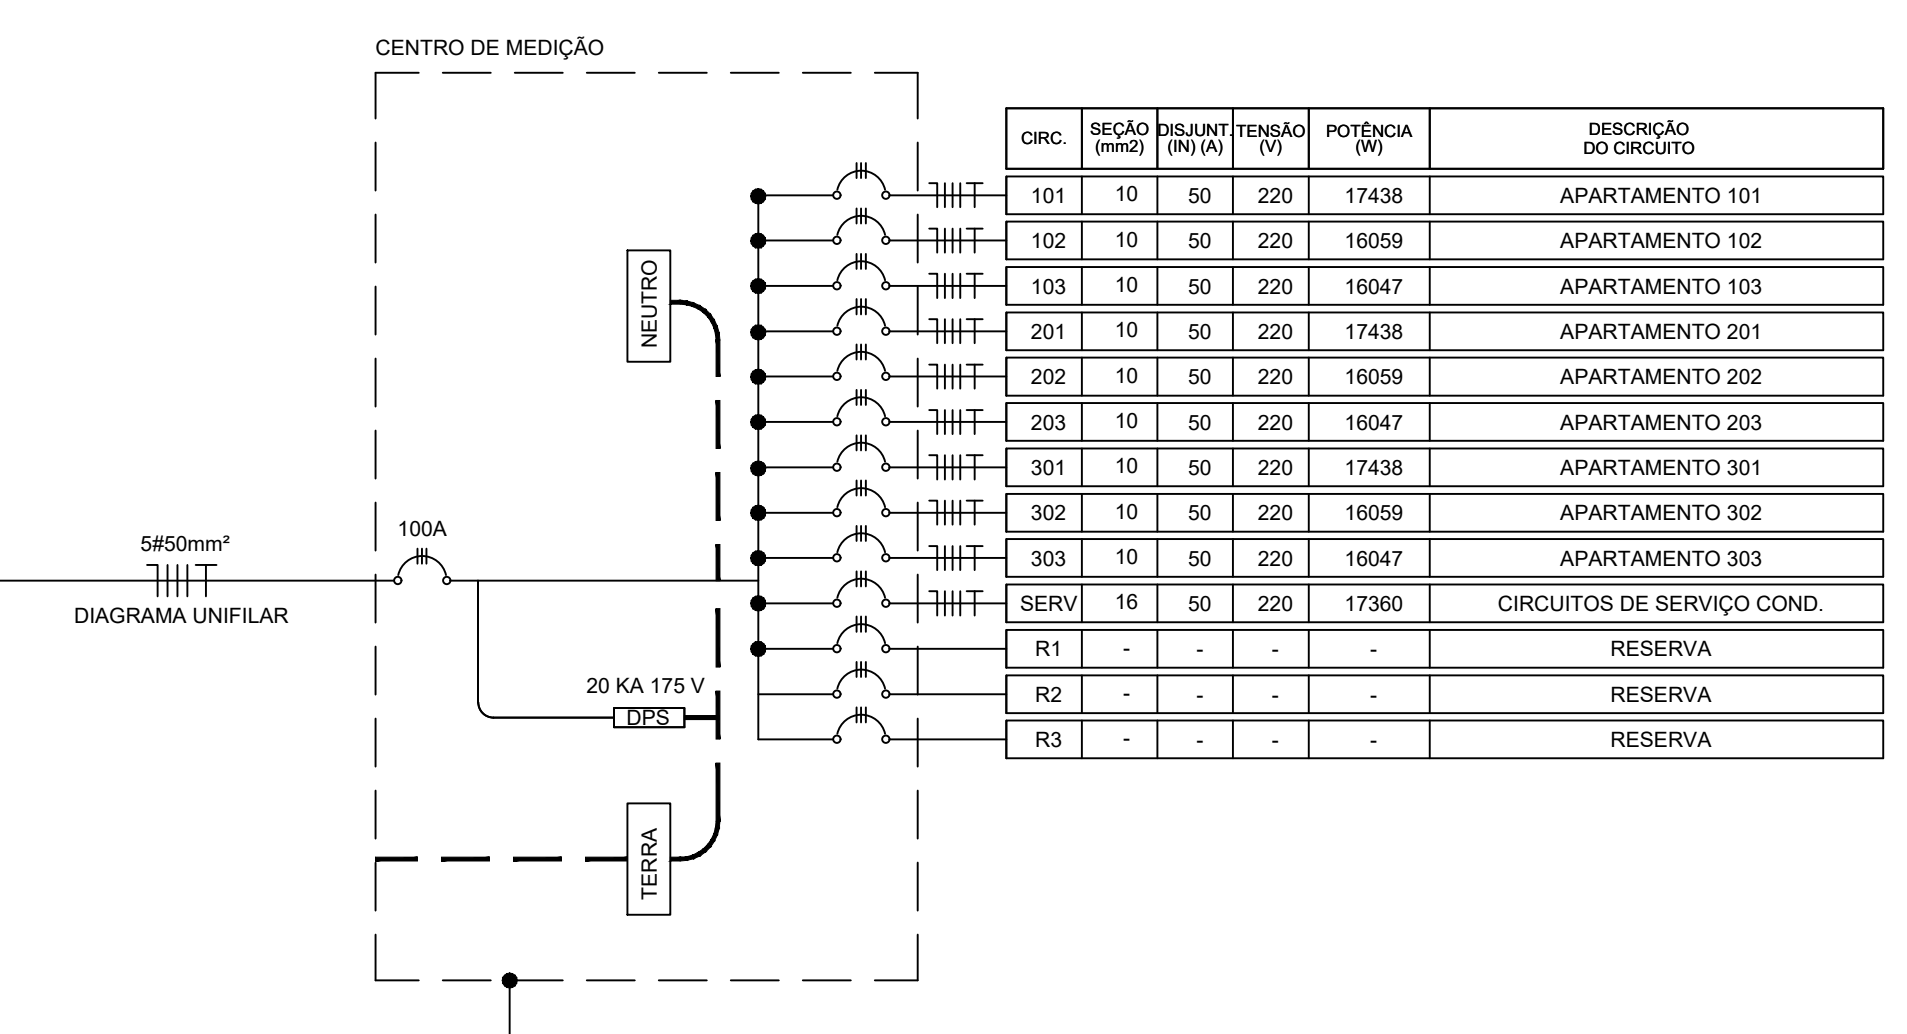 CENTRO DE MEDIÇÃO
CIRC. SEÇÃO (mm2) DISJUNT. (IN) (A) TENSÃO (V) POTÊNCIA (W) DESCRIÇÃO DO CIRCUITO
101 10 50 220 17438 APARTAMENTO 101
102 10 50 220 16059 APARTAMENTO 102
103 10 50 220 16047 APARTAMENTO 103
201 10 50 220 17438 APARTAMENTO 201
202 10 50 220 16059 APARTAMENTO 202
203 10 50 220 16047 APARTAMENTO 203
301 10 50 220 17438 APARTAMENTO 301
302 10 50 220 16059 APARTAMENTO 302
303 10 50 220 16047 APARTAMENTO 303
SERV 16 50 220 17360 CIRCUITOS DE SERVIÇO COND.
R1 - - - - RESERVA
R2 - - - - RESERVA
R3 - - - - RESERVA
NEUTRO
100A
5#50mm²
DIAGRAMA UNIFILAR
20 KA 175 V
DPS
TERRA